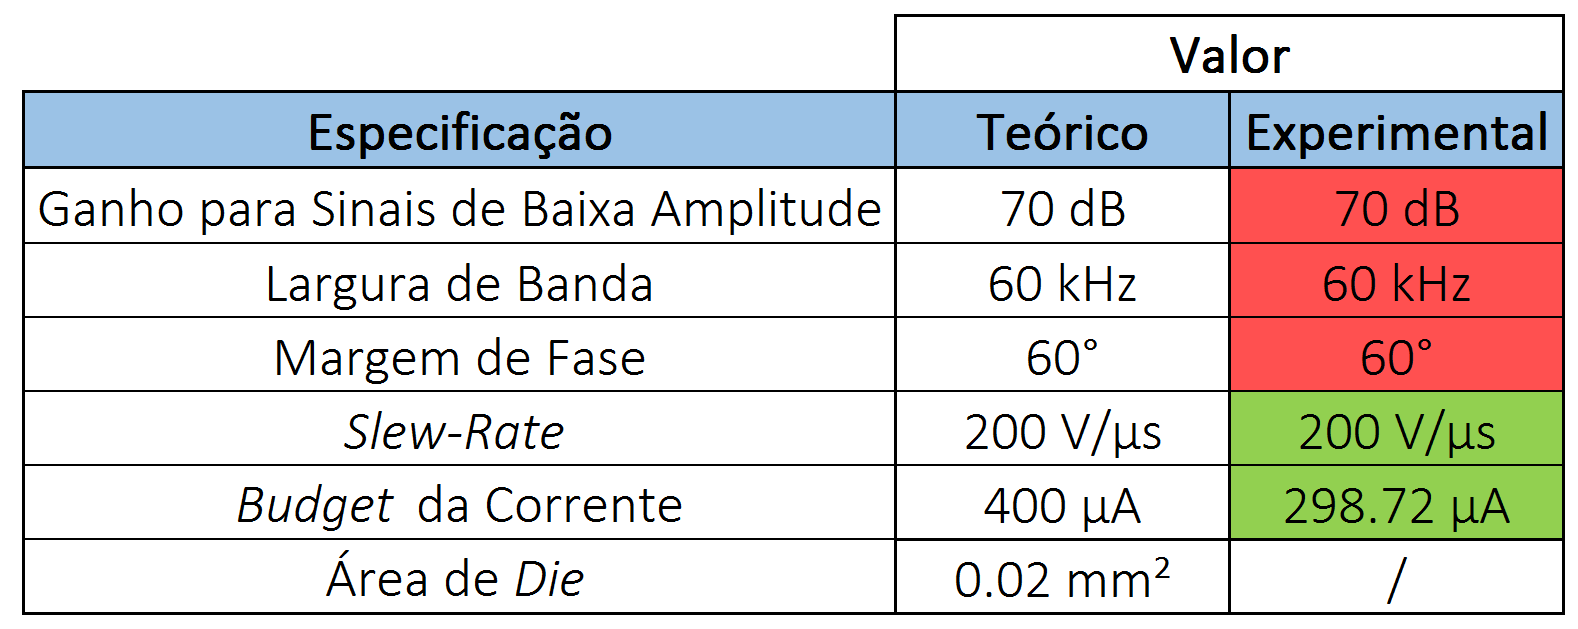 Valor
Especificação Teórico Experimental
Ganho para Sinais de Baixa Amplitude 70 dB 70 dB
Largura de Banda 60 kHz 60 kHz
Margem de Fase 60° 60°
Slew-Rate 200 V/µs 200 V/µs
Budget da Corrente 400 µA 298.72 µA
Área de Die 0.02 mm² /